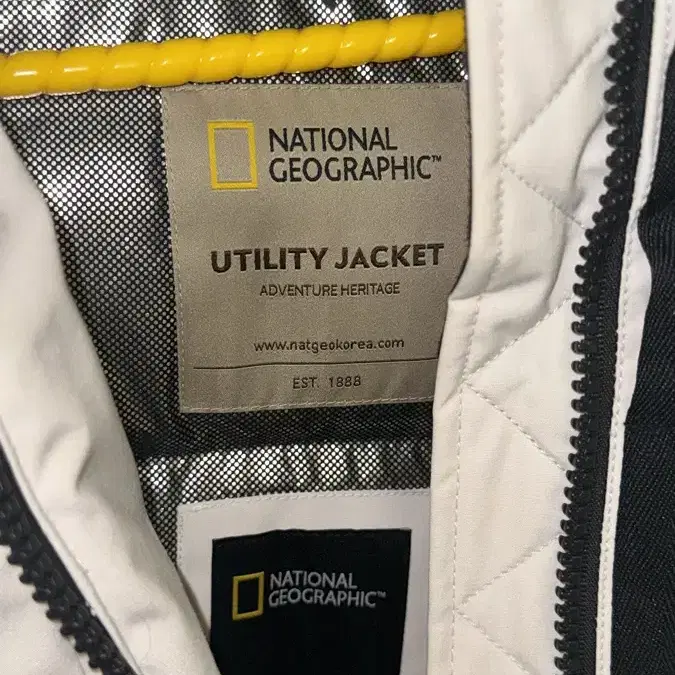 NATIONAL
GEOGRAPHIC™
UTILITY JACKET
ADVENTURE HERITAGE
www.natgeokorea.com
EST. 1888
NATIONAL
GEOGRAPHIC™